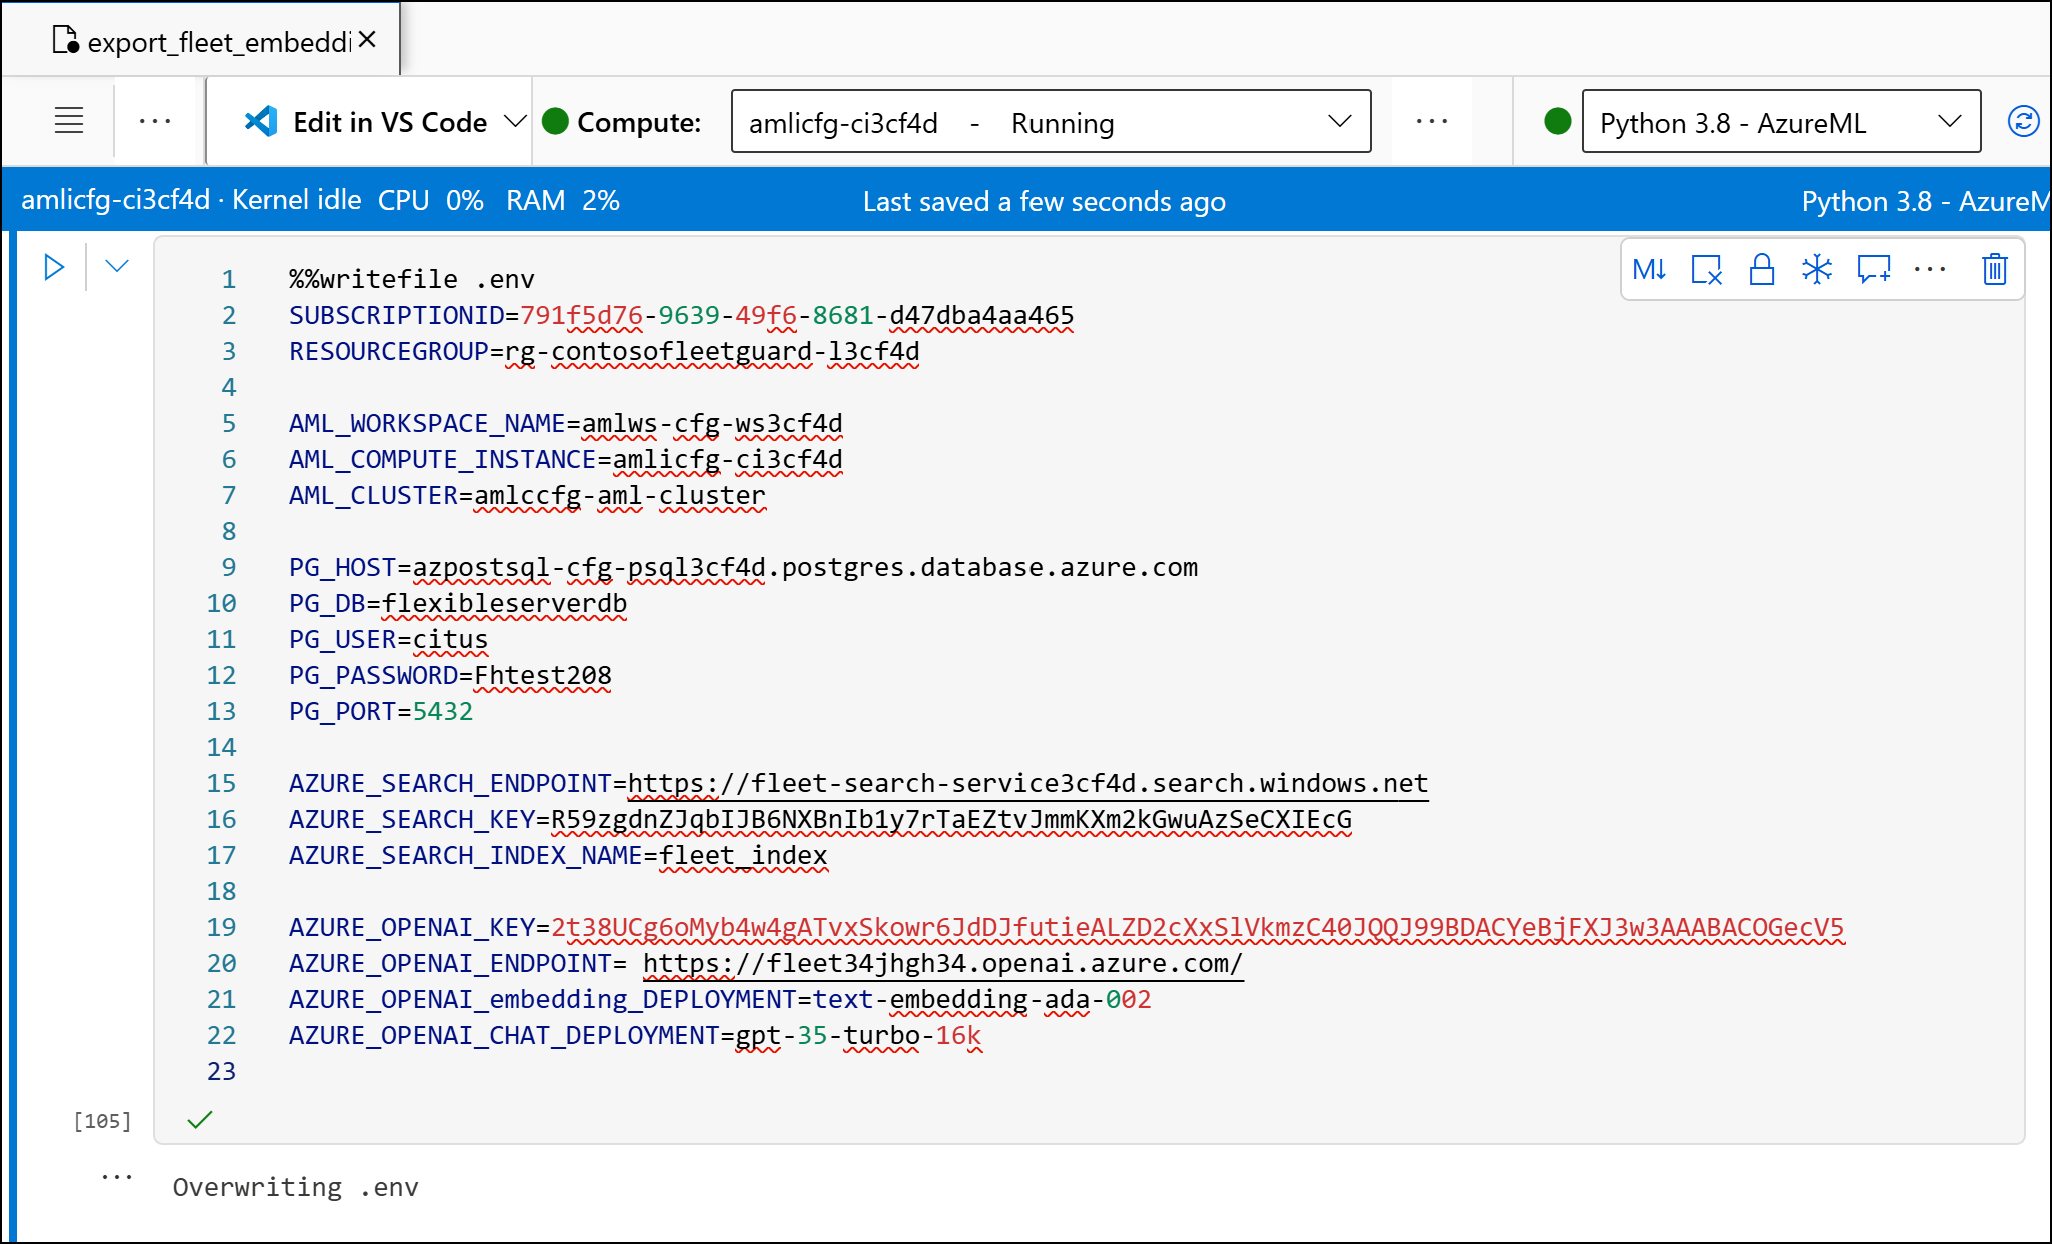 export_fleet_embeddi
Edit in VS Code
Compute:
amlicfg-ci3cf4d - Running
Python 3.8 - AzureML
amlicfg-ci3cf4d · Kernel idle CPU 0% RAM 2%
Last saved a few seconds ago
Python 3.8 - AzureM
M↓
1 %%writefile .env
2 SUBSCRIPTIONID=791f5d76-9639-49f6-8681-d47dba4aa465
3 RESOURCEGROUP=rg-contosofleetguard-l3cf4d
4
5 AML_WORKSPACE_NAME=amlws-cfg-ws3cf4d
6 AML_COMPUTE_INSTANCE=amlicfg-ci3cf4d
7 AML_CLUSTER=amlccfg-aml-cluster
8
9 PG_HOST=azpostsql-cfg-psql3cf4d.postgres.database.azure.com
10 PG_DB=flexibleserverdb
11 PG_USER=citus
12 PG_PASSWORD=Fhtest208
13 PG_PORT=5432
14
15 AZURE_SEARCH_ENDPOINT=https://fleet-search-service3cf4d.search.windows.net
16 AZURE_SEARCH_KEY=R59zgdnZJqbIJB6NXBnIb1y7rTaEZtvJmmKXm2kGwuAzSeCXIEcG
17 AZURE_SEARCH_INDEX_NAME=fleet_index
18
19 AZURE_OPENAI_KEY=2t38UCg6oMyb4w4gATvxSkowr6JdDJfutieALZD2cXxSlVkmzC40JQQJ99BDACYeBjFXJ3w3AAABACOGecV5
20 AZURE_OPENAI_ENDPOINT= https://fleet34jhgh34.openai.azure.com/
21 AZURE_OPENAI_embedding_DEPLOYMENT=text-embedding-ada-002
22 AZURE_OPENAI_CHAT_DEPLOYMENT=gpt-35-turbo-16k
23
[105]
Overwriting .env